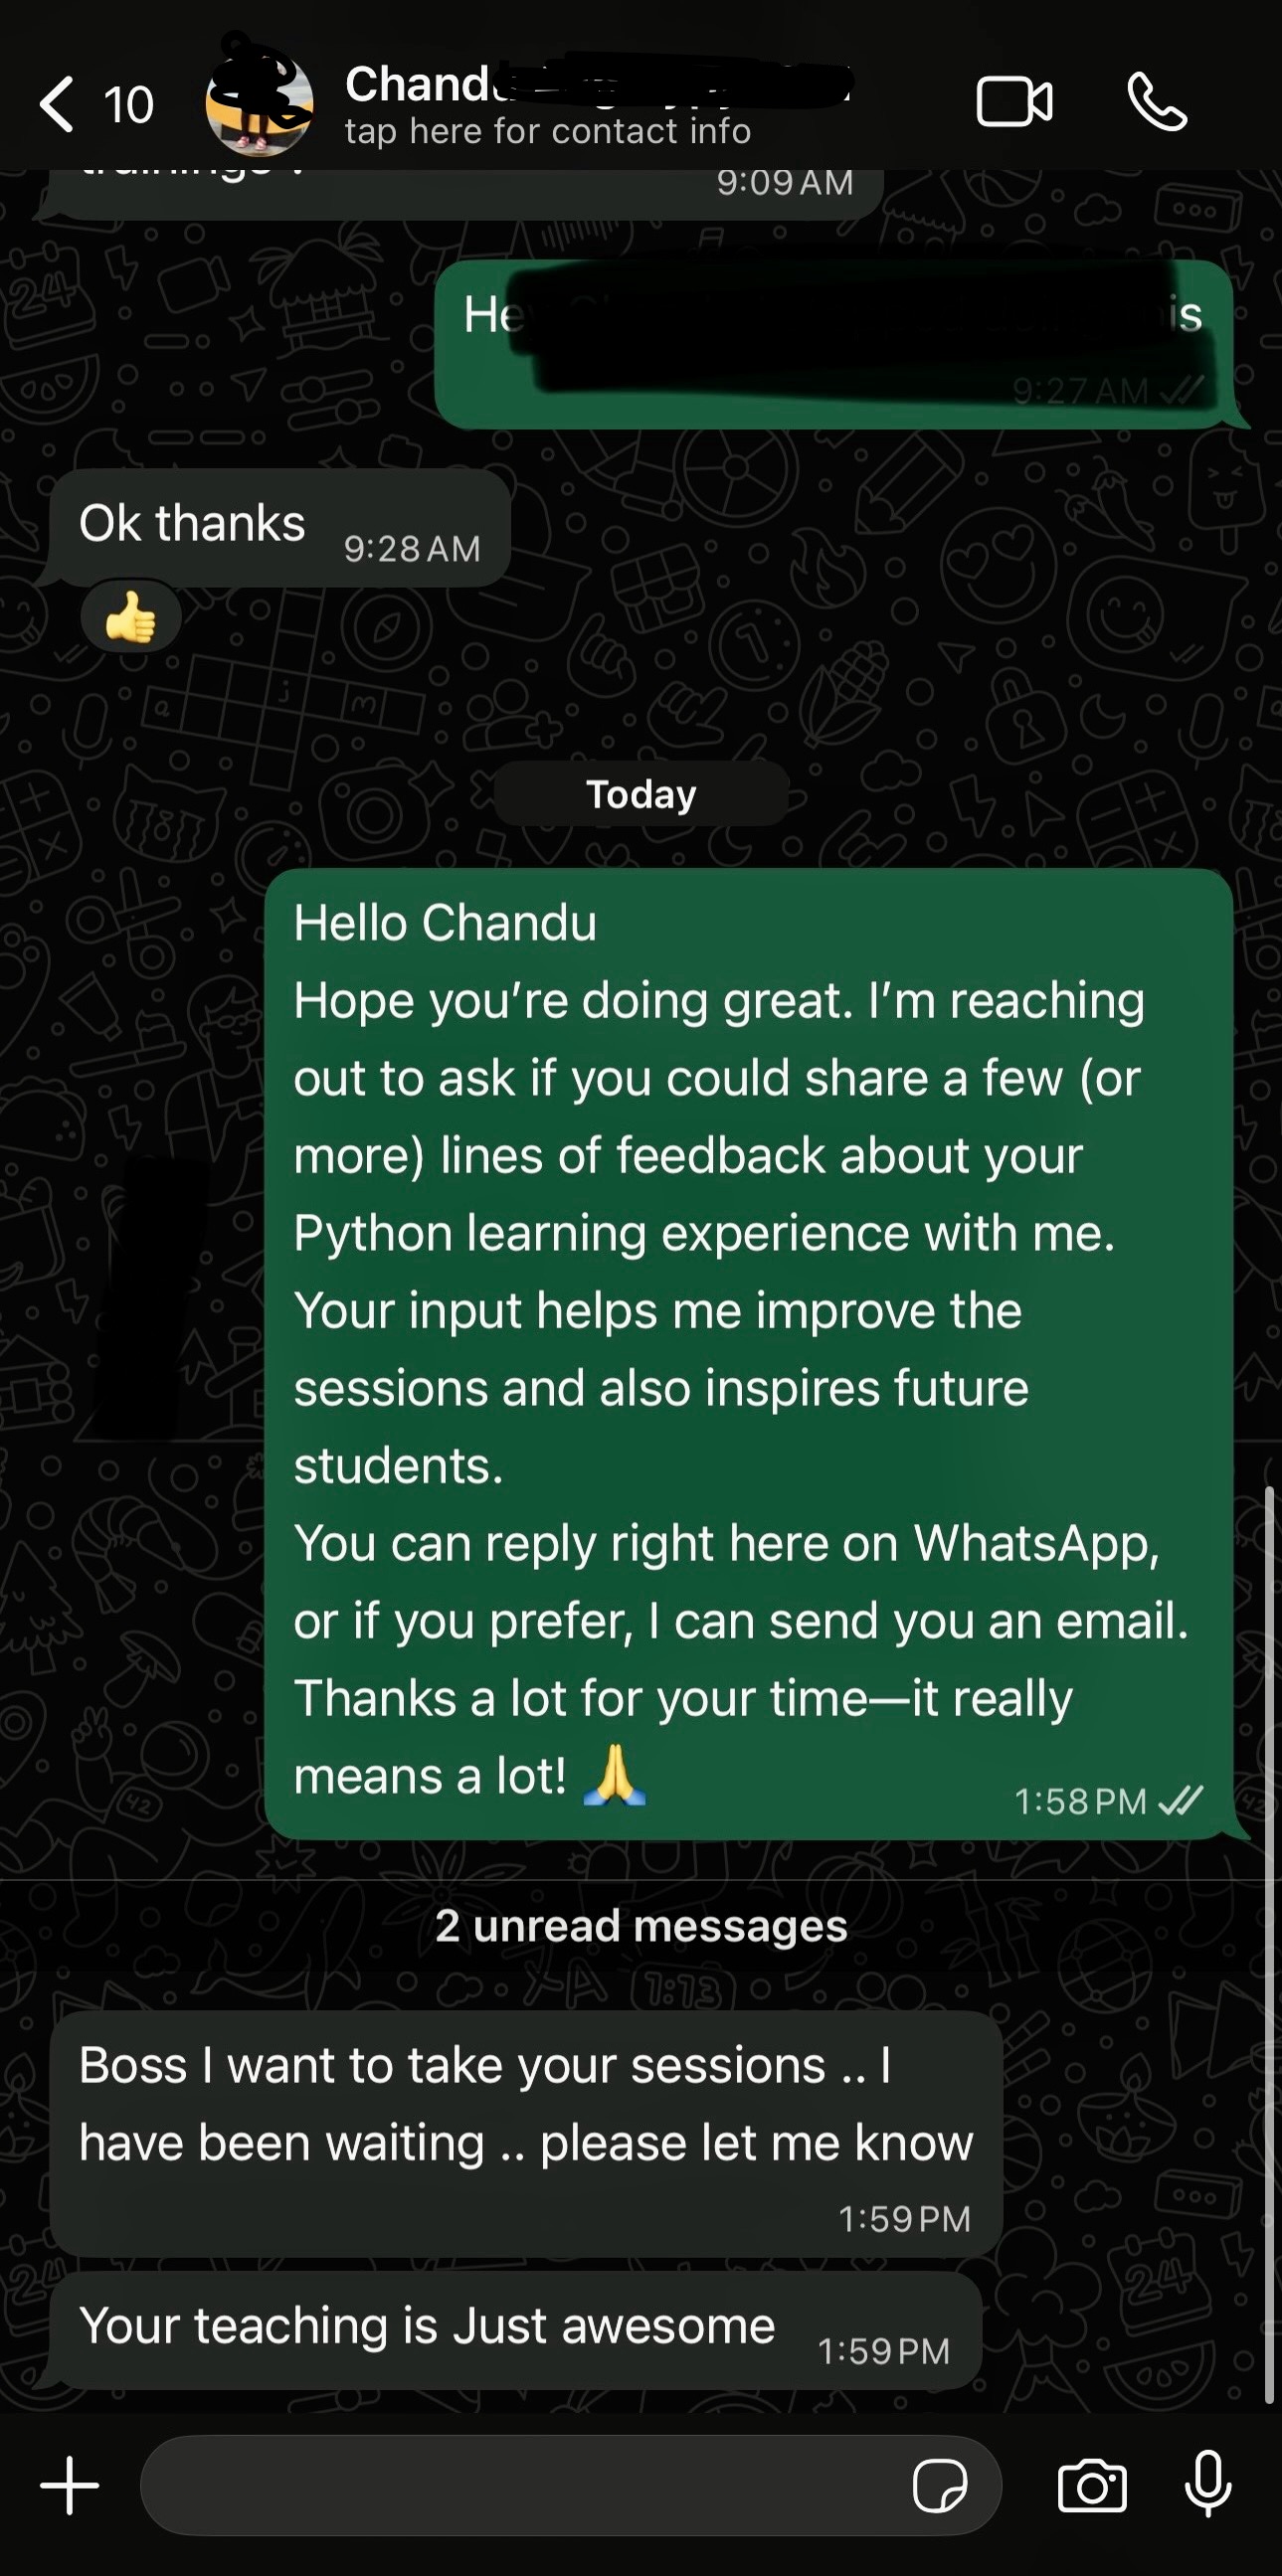 10
Chandu
tap here for contact info
9:09 AM
is
9:27 AM
Ok thanks
9:28 AM
Today
Hello Chandu
Hope you’re doing great. I’m reaching
out to ask if you could share a few (or
more) lines of feedback about your
Python learning experience with me.
Your input helps me improve the
sessions and also inspires future
students.
You can reply right here on WhatsApp,
or if you prefer, I can send you an email.
Thanks a lot for your time—it really
means a lot! 🙏
1:58 PM
2 unread messages
Boss I want to take your sessions .. I
have been waiting .. please let me know
1:59 PM
Your teaching is Just awesome
1:59 PM